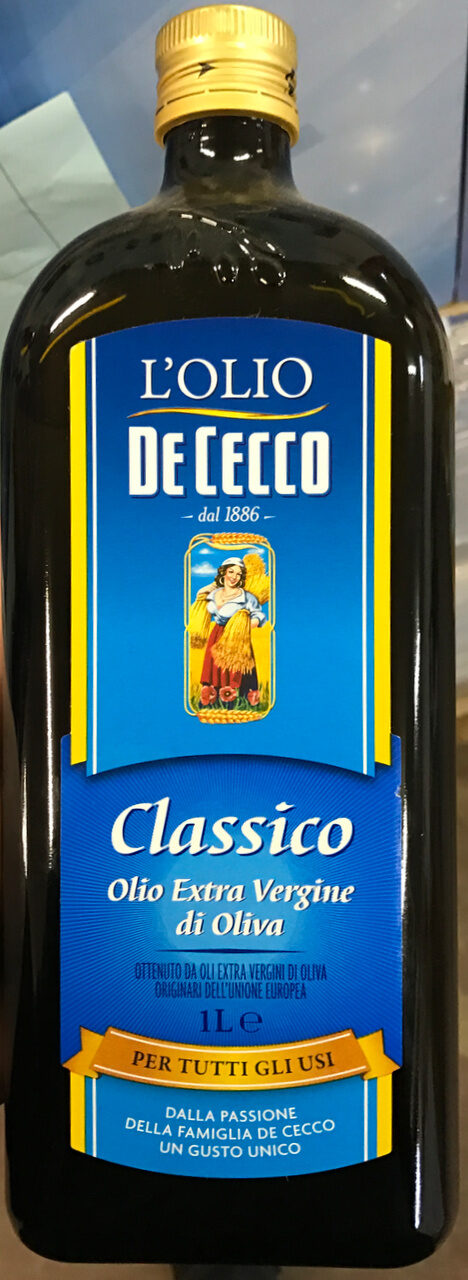 L'OLIO
DE CECCO
dal 1886
Classico
Olio Extra Vergine
di Oliva
OTTENUTO DA OLI EXTRA VERGINI DI OLIVA
ORIGINARI DELL'UNIONE EUROPEA
1L ℮
PER TUTTI GLI USI
DALLA PASSIONE
DELLA FAMIGLIA DE CECCO
UN GUSTO UNICO